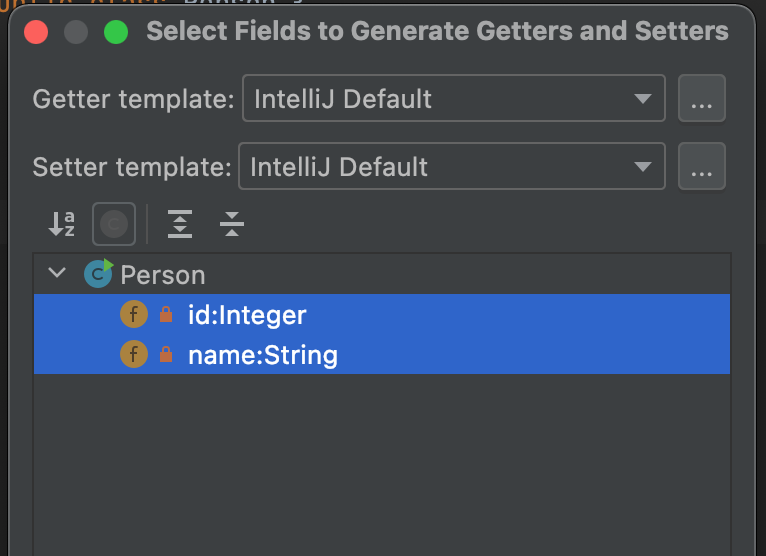 Select Fields to Generate Getters and Setters
Getter template: IntelliJ Default ...
Setter template: IntelliJ Default ...
Person
id:Integer
name:String